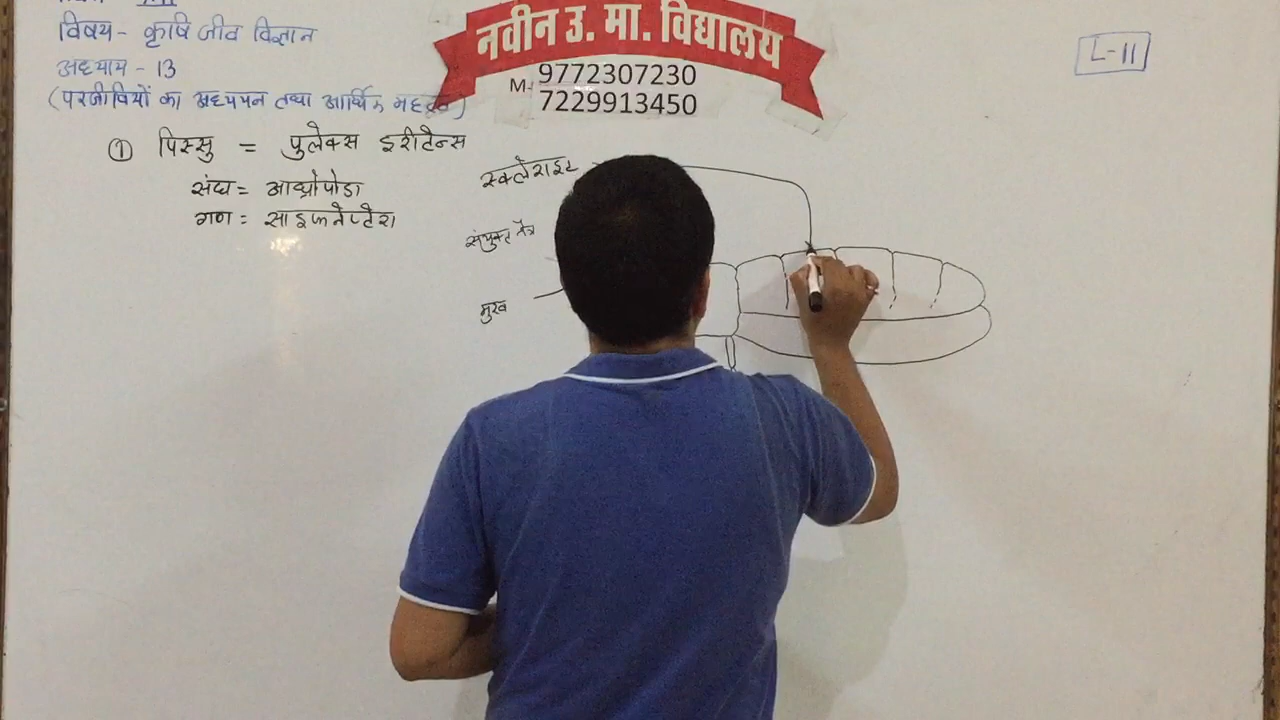 विषय - कृषि जीव विज्ञान
अध्याय - 13
(परजीवियों का अध्ययन तथा आर्थिक महत्व)
नवीन उ. मा. विद्यालय
M- 9772307230
7229913450
L-11
① पिस्सु = पुलेक्स इरीटेन्स
संघ = आर्थ्रोपोडा
गण = साइफनेप्टेरा
स्क्लेराइट
संयुक्त नेत्र
मुख